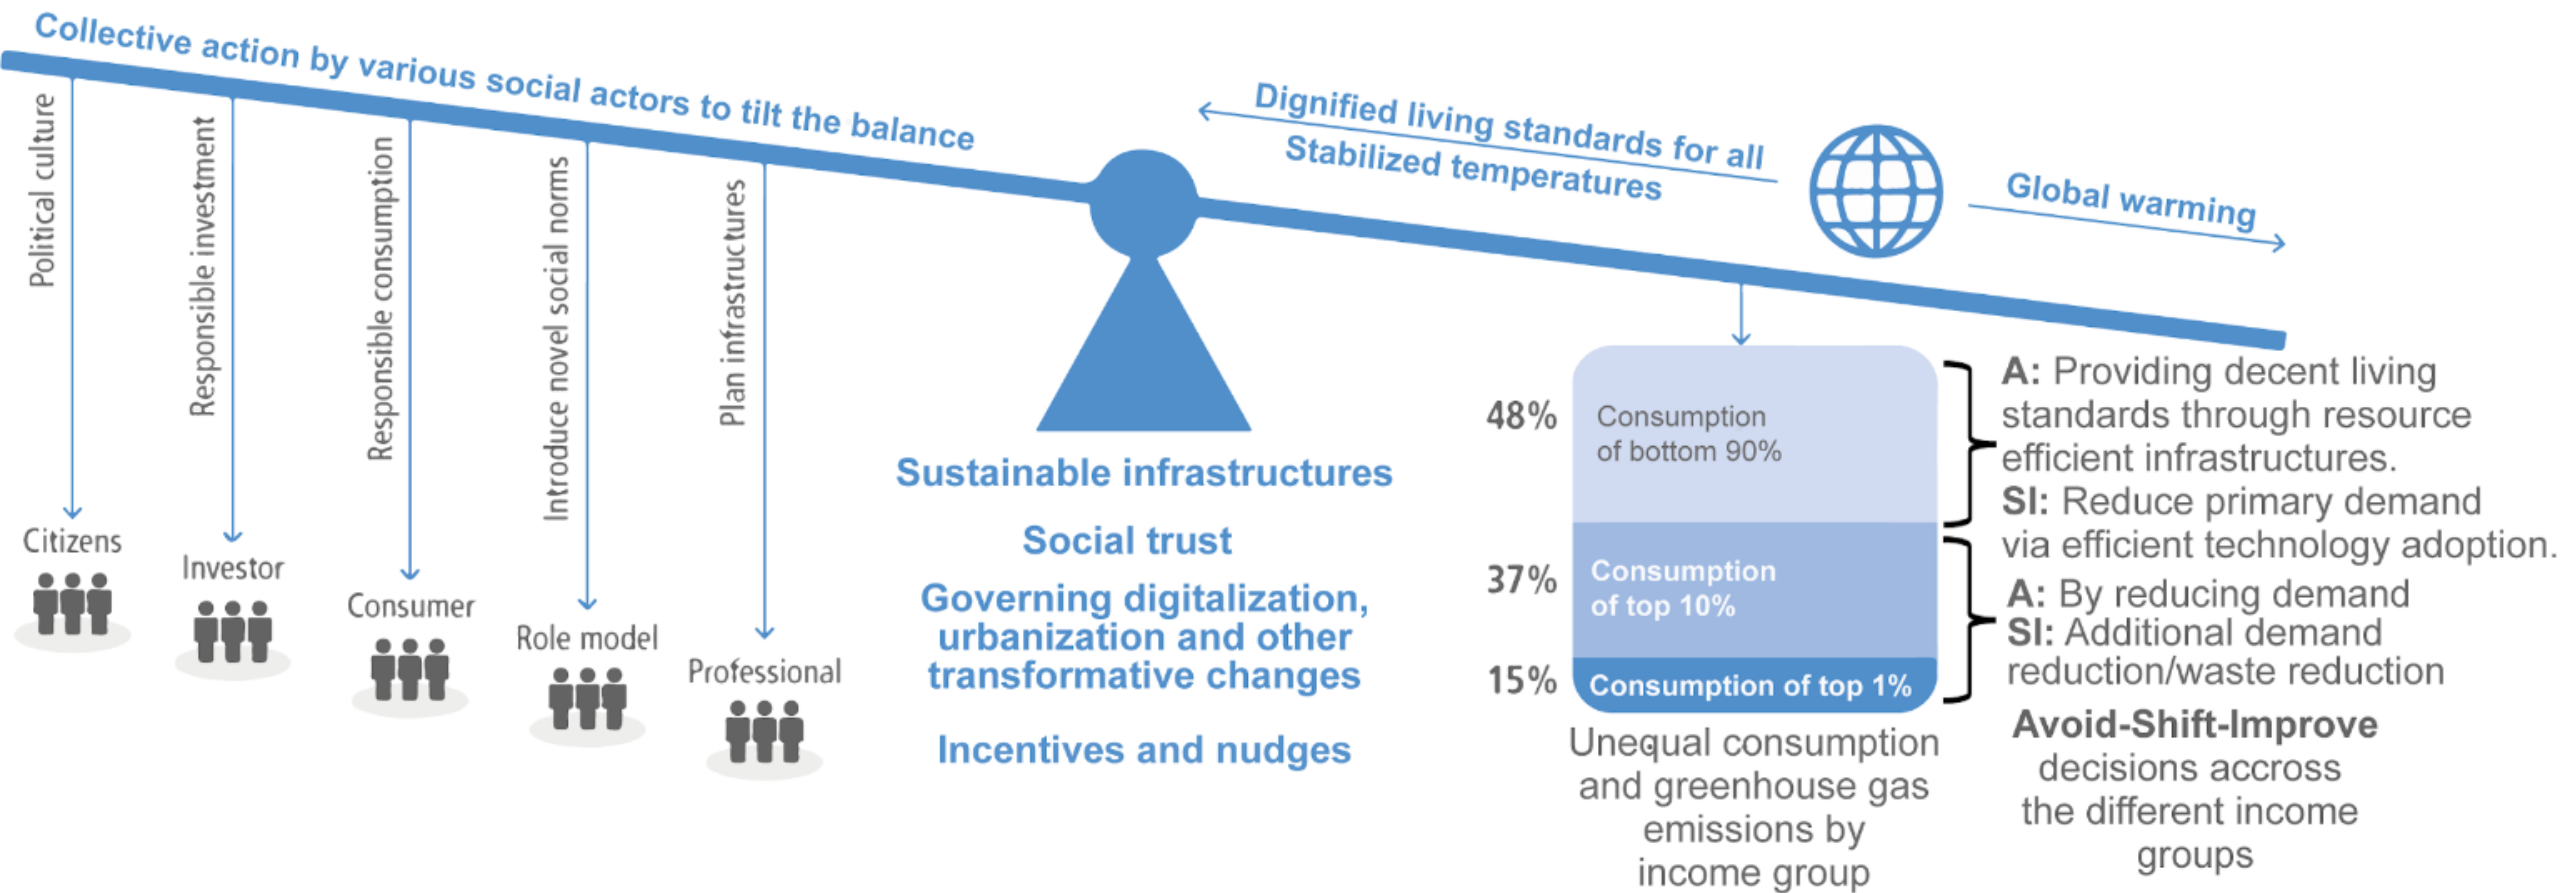 Collective action by various social actors to tilt the balance
Political culture
Responsible investment
Responsible consumption
Introduce novel social norms
Plan infrastructures
Citizens
Investor
Consumer
Role model
Professional
Sustainable infrastructures
Social trust
Governing digitalization,
urbanization and other
transformative changes
Incentives and nudges
Dignified living standards for all
Stabilized temperatures
Global warming
48%
Consumption
of bottom 90%
37%
Consumption
of top 10%
15%
Consumption of top 1%
Unequal consumption
and greenhouse gas
emissions by
income group
A: Providing decent living
standards through resource
efficient infrastructures.
SI: Reduce primary demand
via efficient technology adoption.
A: By reducing demand
SI: Additional demand
reduction/waste reduction
Avoid-Shift-Improve
decisions accross
the different income
groups